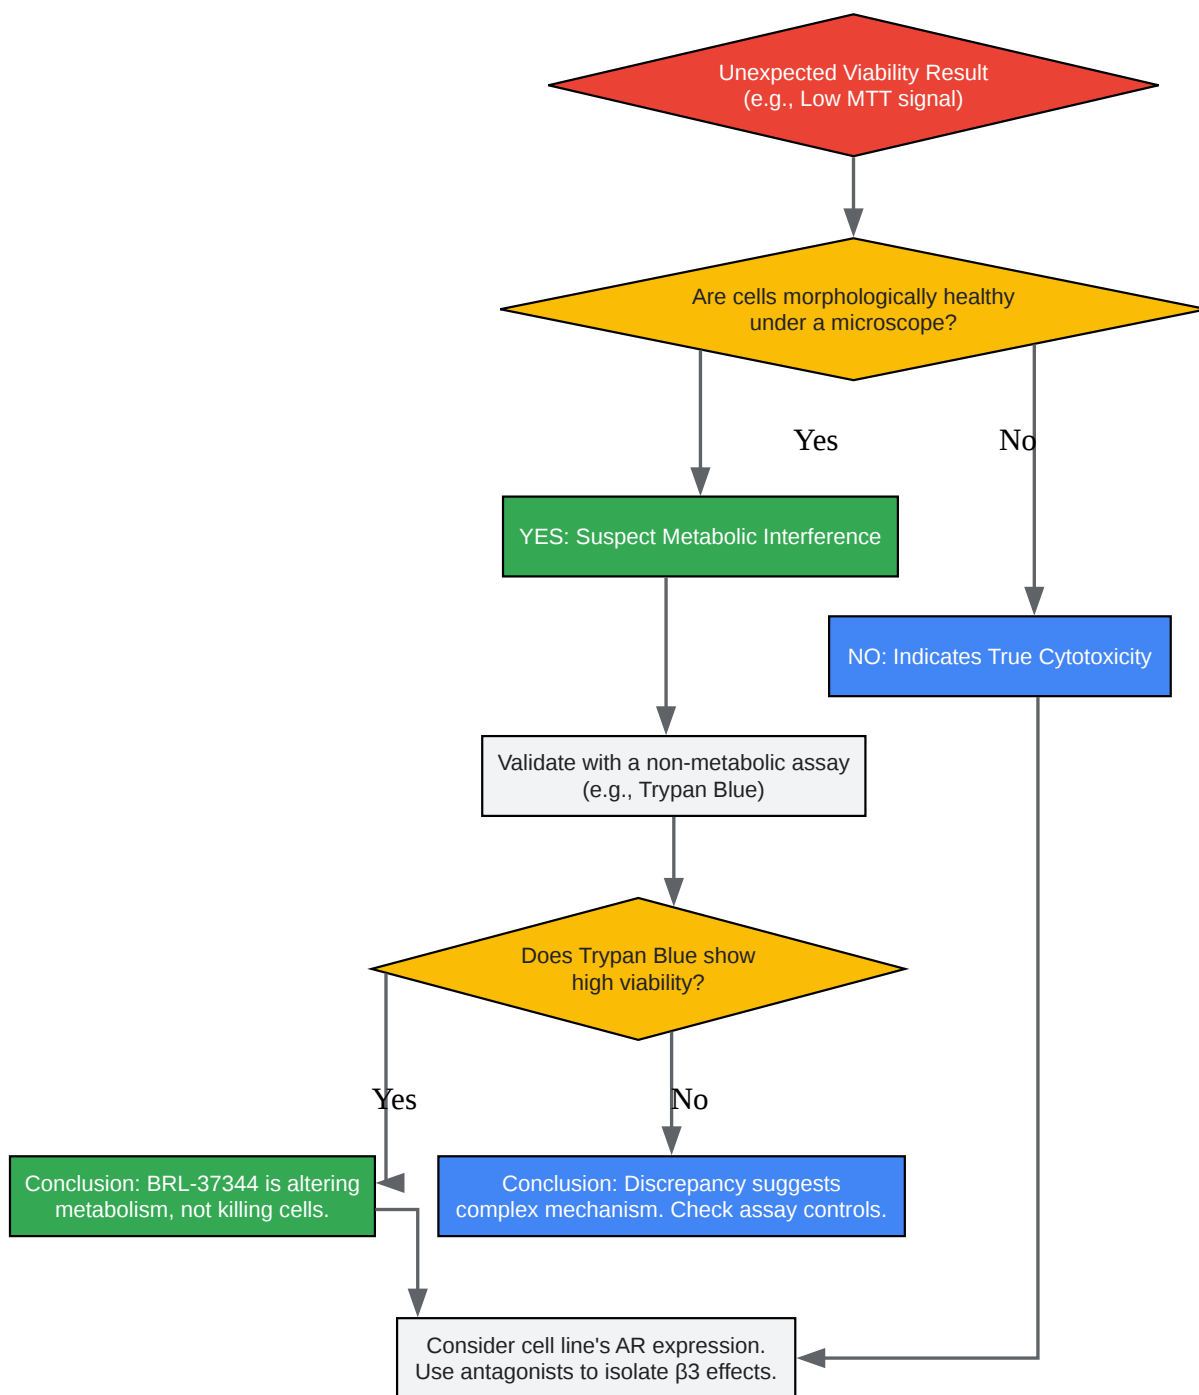 Unexpected Viability Result
(e.g., Low MTT signal)
Are cells morphologically healthy
under a microscope?
Yes
No
YES: Suspect Metabolic Interference
NO: Indicates True Cytotoxicity
Validate with a non-metabolic assay
(e.g., Trypan Blue)
Does Trypan Blue show
high viability?
Yes
No
Conclusion: BRL-37344 is altering
metabolism, not killing cells.
Conclusion: Discrepancy suggests
complex mechanism. Check assay controls.
Consider cell line's AR expression.
Use antagonists to isolate β3 effects.